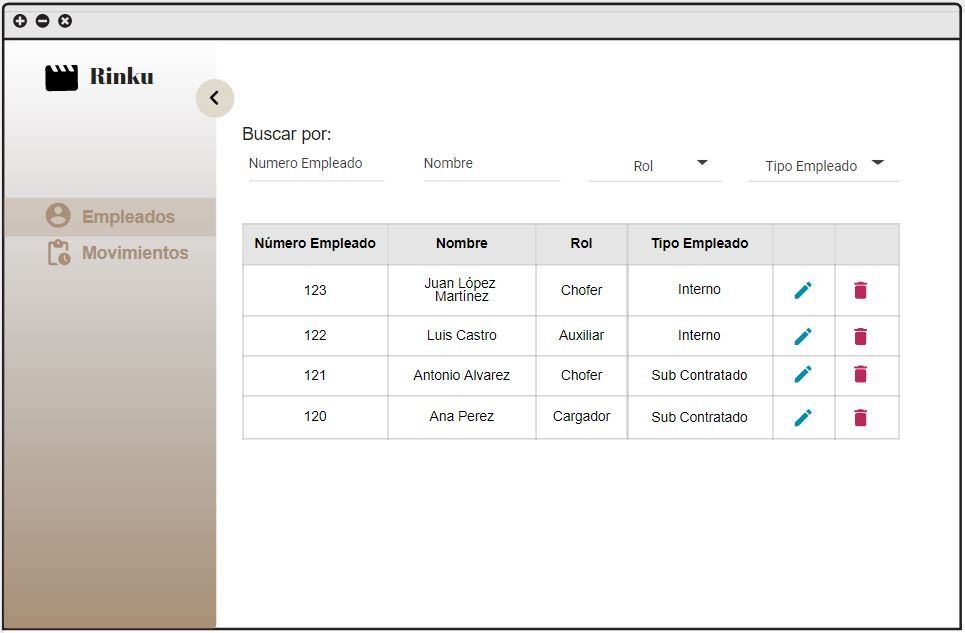 Rinku
Buscar por:
Numero Empleado Nombre Rol Tipo Empleado
Empleados
Movimientos
Número Empleado Nombre Rol Tipo Empleado
123 Juan López Martínez Chofer Interno
122 Luis Castro Auxiliar Interno
121 Antonio Alvarez Chofer Sub Contratado
120 Ana Perez Cargador Sub Contratado